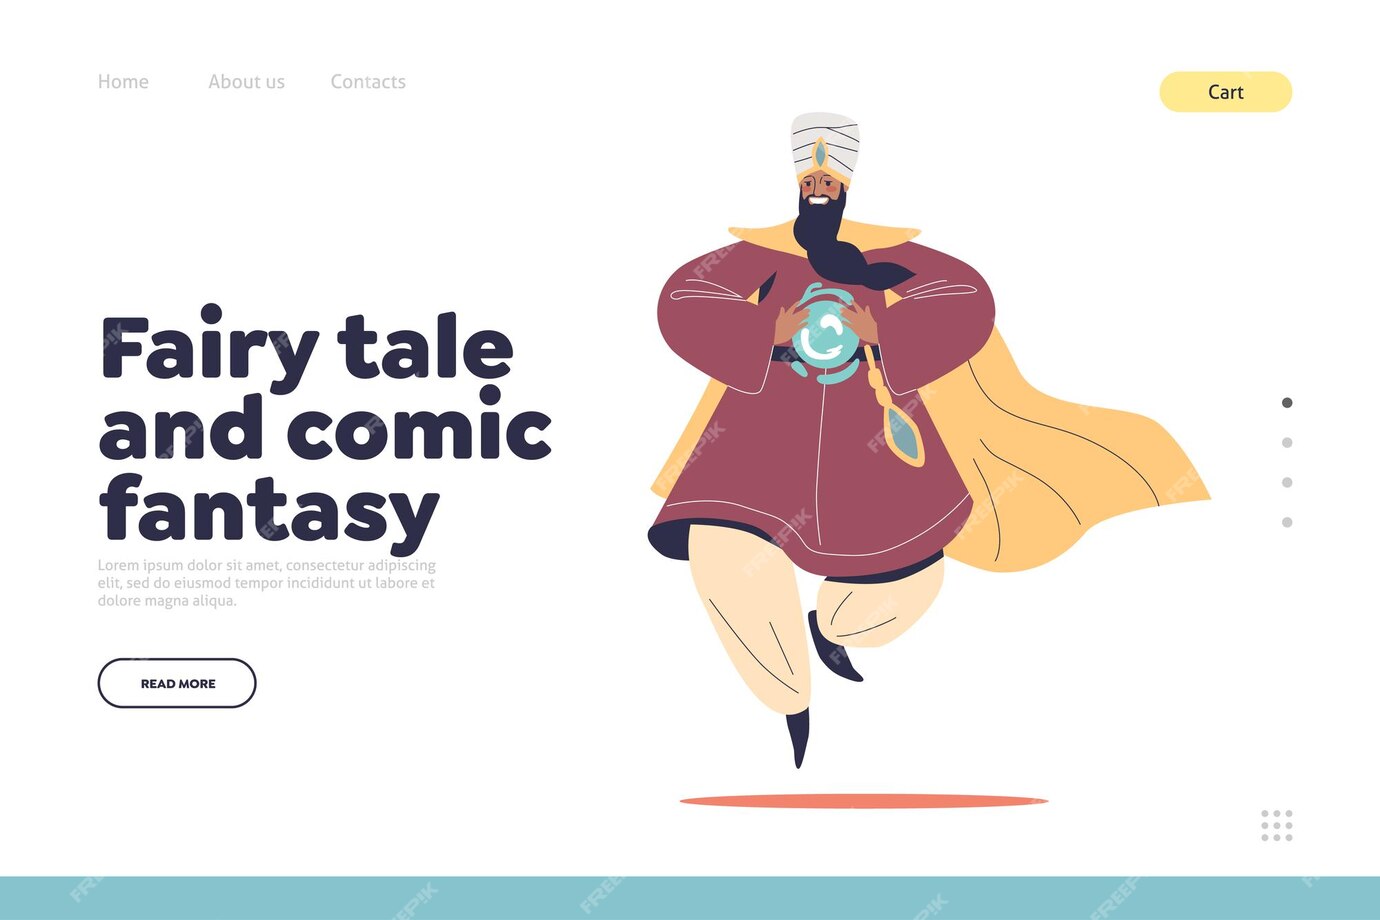 Home
About us
Contacts
Cart
Fairy tale
and comic
fantasy
Lorem ipsum dolor sit amet, consectetur adipiscing
elit, sed do eiusmod tempor incididunt ut labore et
dolore magna aliqua.
READ MORE
FREEPIK